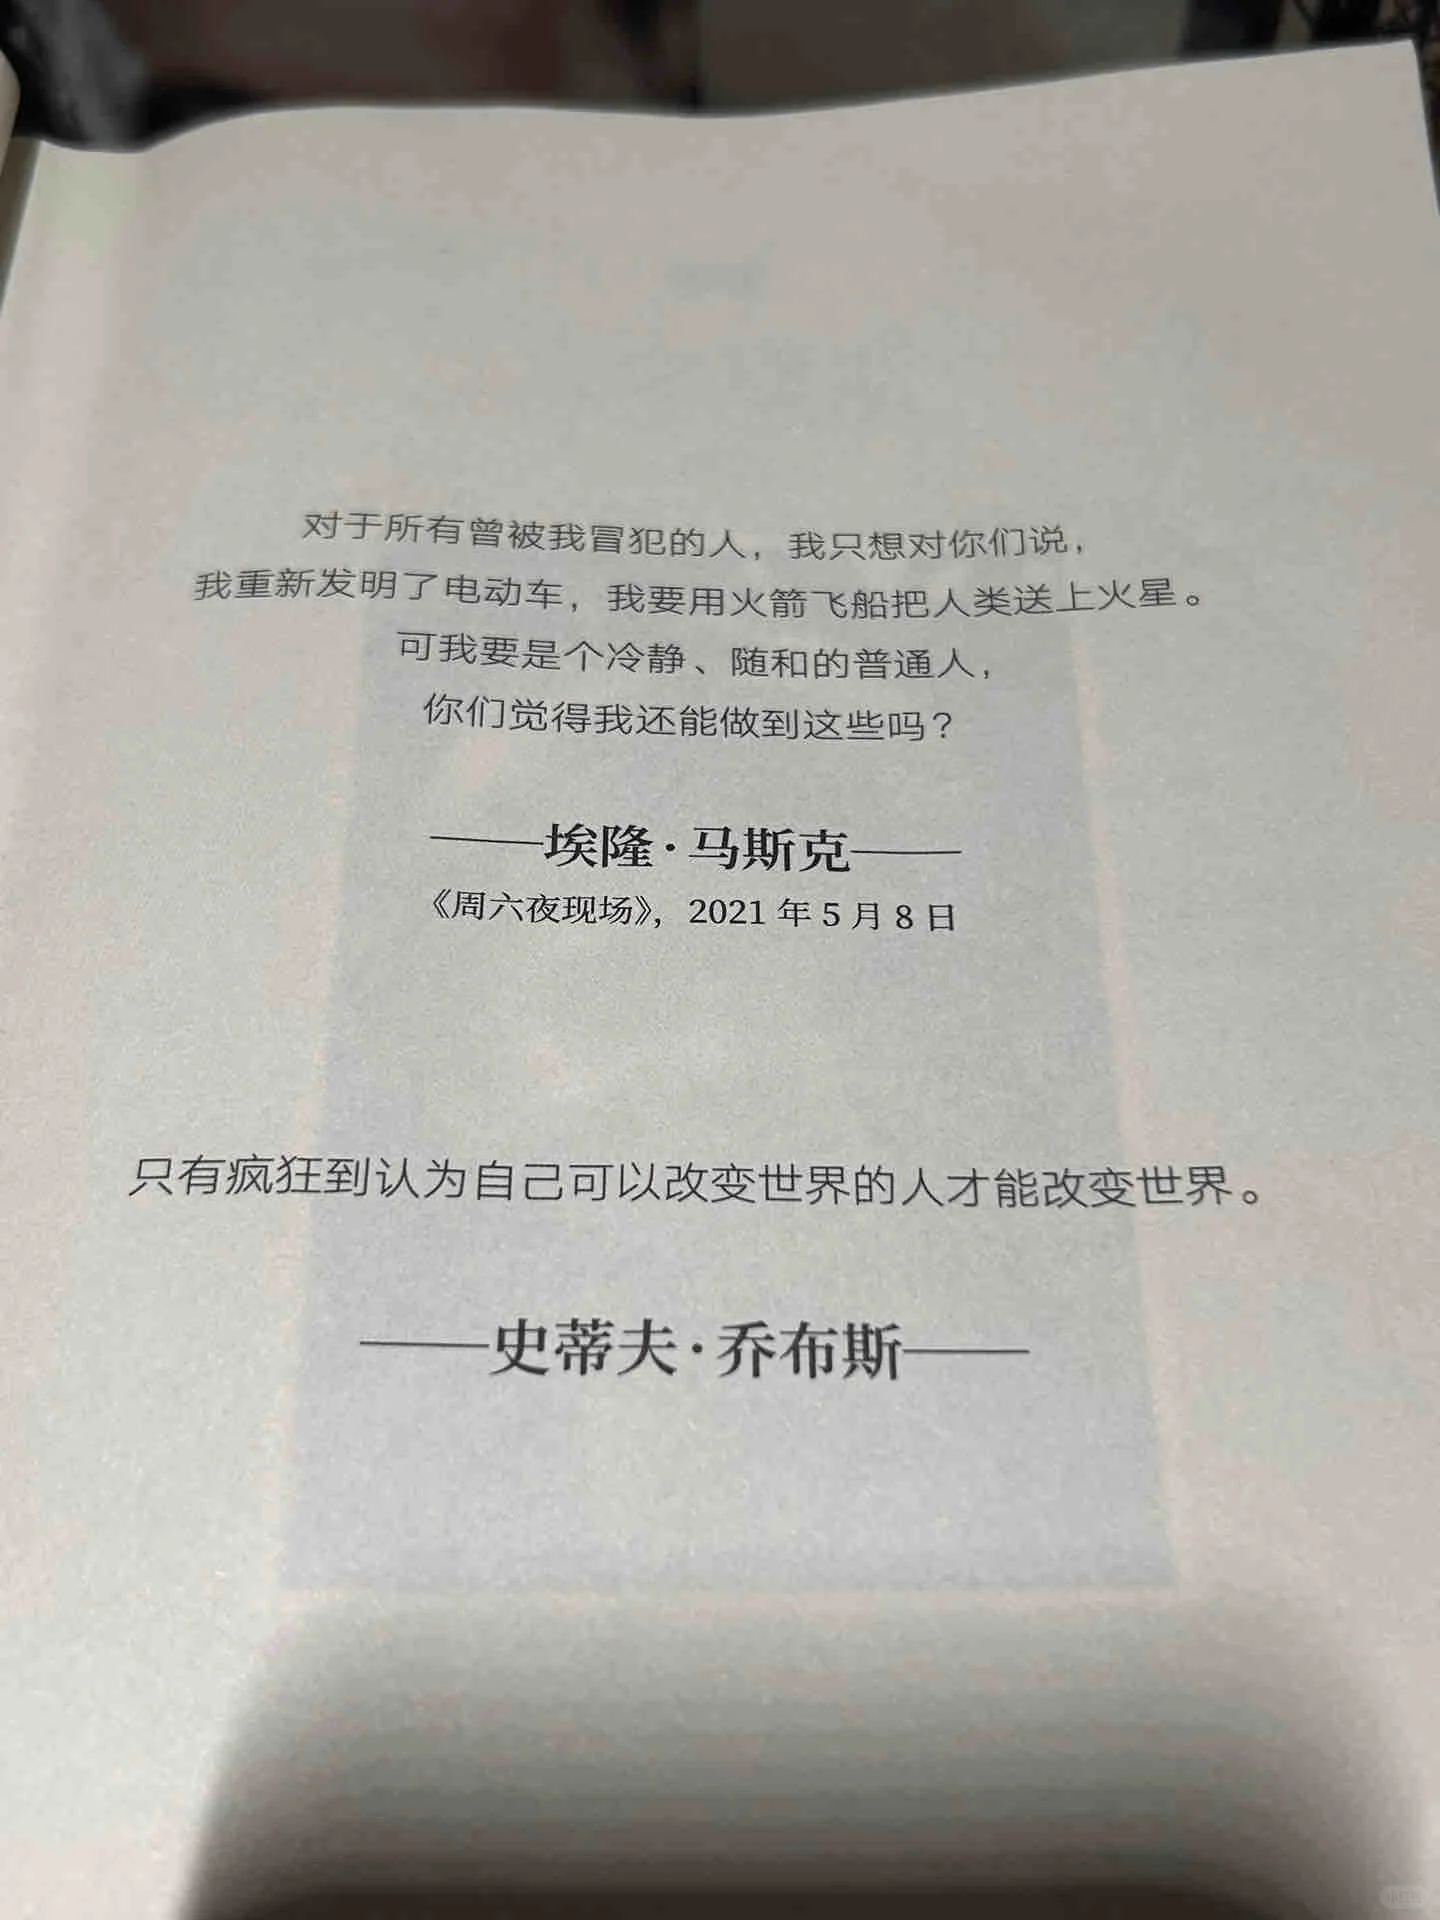 对于所有曾被我冒犯的人，我只想对你们说，
我重新发明了电动车，我要用火箭飞船把人类送上火星。
可我要是个冷静、随和的普通人，
你们觉得我还能做到这些吗？
——埃隆·马斯克——
《周六夜现场》，2021 年 5 月 8 日
只有疯狂到认为自己可以改变世界的人才能改变世界。
——史蒂夫·乔布斯——
小红书